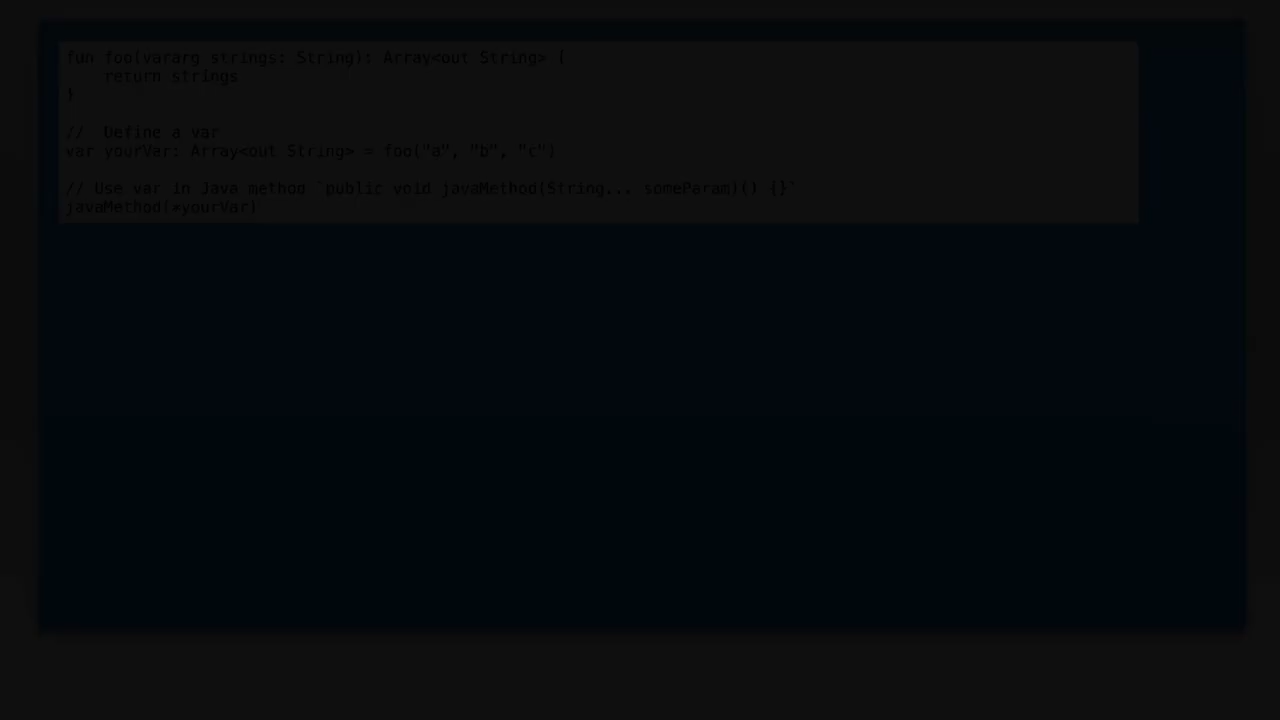 fun foo(vararg strings: String): Array<out String> {
    return strings
}

//  Define a var
var yourVar: Array<out String> = foo("a", "b", "c")

// Use var in Java method `public void javaMethod(String... someParam)() {}`
javaMethod(*yourVar)